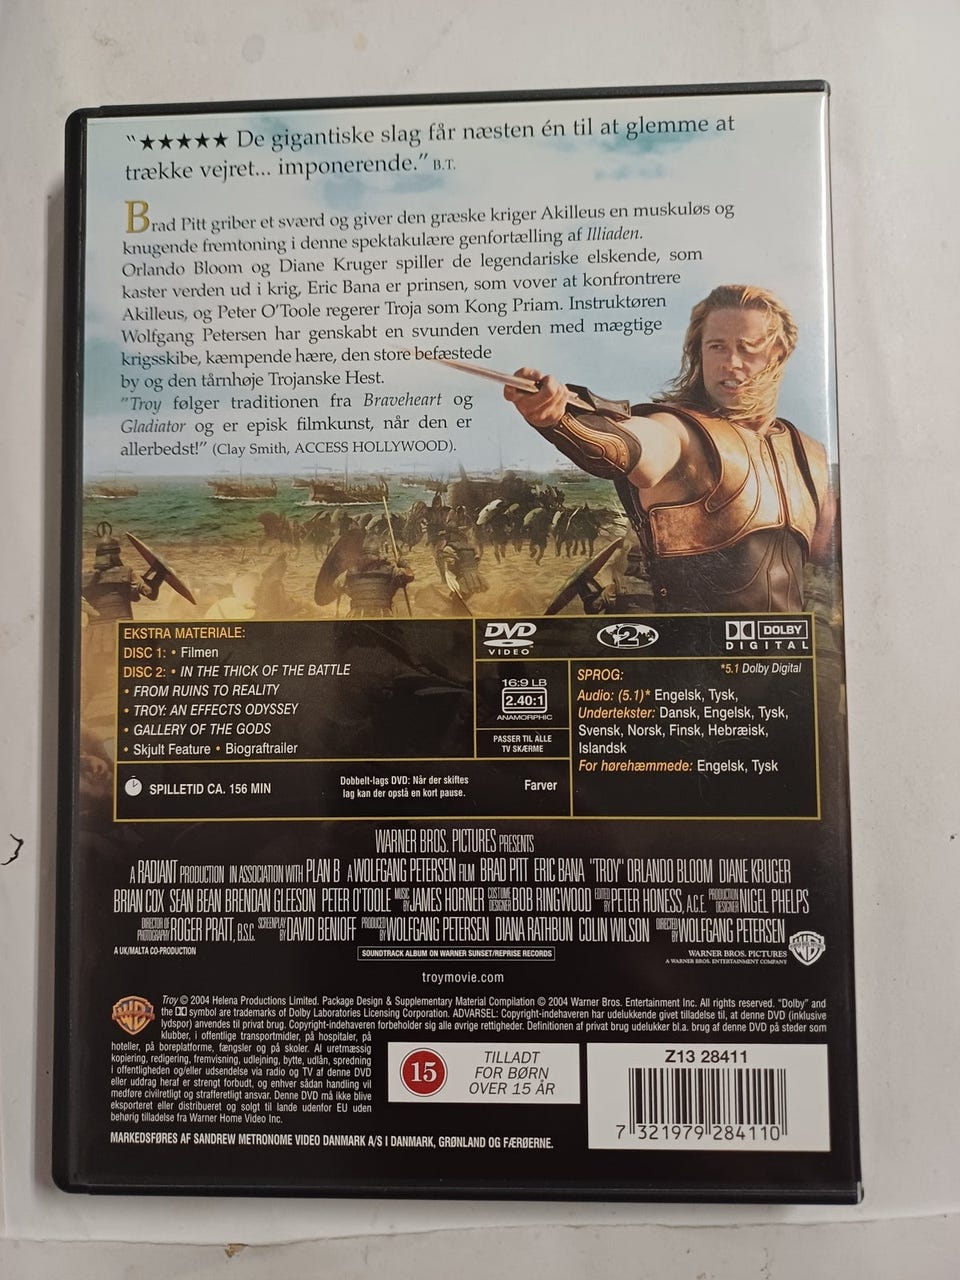 "★★★★★ De gigantiske slag får næsten én til at glemme at
trække vejret... imponerende." B.T.
Brad Pitt griber et sværd og giver den græske kriger Akilleus en muskuløs og
knugende fremtoning i denne spektakulære genfortælling af Illiaden.
Orlando Bloom og Diane Kruger spiller de legendariske elskende, som
kaster verden ud i krig, Eric Bana er prinsen, som vover at konfrontrere
Akilleus, og Peter O'Toole regerer Troja som Kong Priam. Instruktøren
Wolfgang Petersen har genskabt en svunden verden med mægtige
krigsskibe, kæmpende hære, den store befæstede
by og den tårnhøje Trojanske Hest.
"Troy følger traditionen fra Braveheart og
Gladiator og er episk filmkunst, når den er
allerbedst!" (Clay Smith, ACCESS HOLLYWOOD).
EKSTRA MATERIALE:
DISC 1: • Filmen
DISC 2: • IN THE THICK OF THE BATTLE
• FROM RUINS TO REALITY
• TROY: AN EFFECTS ODYSSEY
• GALLERY OF THE GODS
• Skjult Feature • Biograftrailer
DVD
VIDEO
2
DOLBY
DIGITAL
16:9 LB
2.40:1
ANAMORPHIC
PASSER TIL ALLE
TV SKÆRME
*5.1 Dolby Digital
SPROG:
Audio: (5.1)* Engelsk, Tysk,
Undertekster: Dansk, Engelsk, Tysk,
Svensk, Norsk, Finsk, Hebræisk,
Islandsk
For hørehæmmede: Engelsk, Tysk
SPILLETID CA. 156 MIN
Dobbelt-lags DVD: Når der skiftes
lag kan der opstå en kort pause.
Farver
WARNER BROS. PICTURES PRESENTS
A RADIANT PRODUCTION IN ASSOCIATION WITH PLAN B A WOLFGANG PETERSEN FILM BRAD PITT ERIC BANA "TROY" ORLANDO BLOOM DIANE KRUGER
BRIAN COX SEAN BEAN BRENDAN GLEESON PETER O'TOOLE MUSIC BY JAMES HORNER COSTUME DESIGNER BOB RINGWOOD EDITED BY PETER HONESS, A.C.E. PRODUCTION DESIGNER NIGEL PHELPS
DIRECTOR OF PHOTOGRAPHY ROGER PRATT, B.S.C. SCREENPLAY BY DAVID BENIOFF PRODUCED BY WOLFGANG PETERSEN DIANA RATHBUN COLIN WILSON DIRECTED BY WOLFGANG PETERSEN
A UK/MALTA CO-PRODUCTION
SOUNDTRACK ALBUM ON WARNER SUNSET/REPRISE RECORDS
WARNER BROS. PICTURES
A WARNER BROS. ENTERTAINMENT COMPANY
troymovie.com
Troy © 2004 Helena Productions Limited. Package Design & Supplementary Material Compilation © 2004 Warner Bros. Entertainment Inc. All rights reserved. "Dolby" and
the DD symbol are trademarks of Dolby Laboratories Licensing Corporation. ADVARSEL: Copyright-indehaveren har udelukkende givet tilladelse til, at denne DVD (inklusive
lydspor) anvendes til privat brug. Copyright-indehaveren forbeholder sig alle øvrige rettigheder. Definitionen af privat brug udelukker bl.a. brug af denne DVD på steder som
klubber, i offentlige transportmidler, på hospitaler, på
hoteller, på boreplatforme, fængsler og på skoler. Al uretmæssig
kopiering, redigering, fremvisning, udlejning, bytte, udlån, spredning
i offentligheden og/eller udsendelse via radio og TV af denne DVD
eller uddrag heraf er strengt forbudt, og enhver sådan handling vil
medføre civilretligt og strafferetligt ansvar. Denne DVD må ikke blive
eksporteret eller distribueret og solgt til lande udenfor EU uden
behørig tilladelse fra Warner Home Video Inc.
15
TILLADT
FOR BØRN
OVER 15 ÅR
Z13 28411
7 321979 284110
MARKEDSFØRES AF SANDREW METRONOME VIDEO DANMARK A/S I DANMARK, GRØNLAND OG FÆRØERNE.